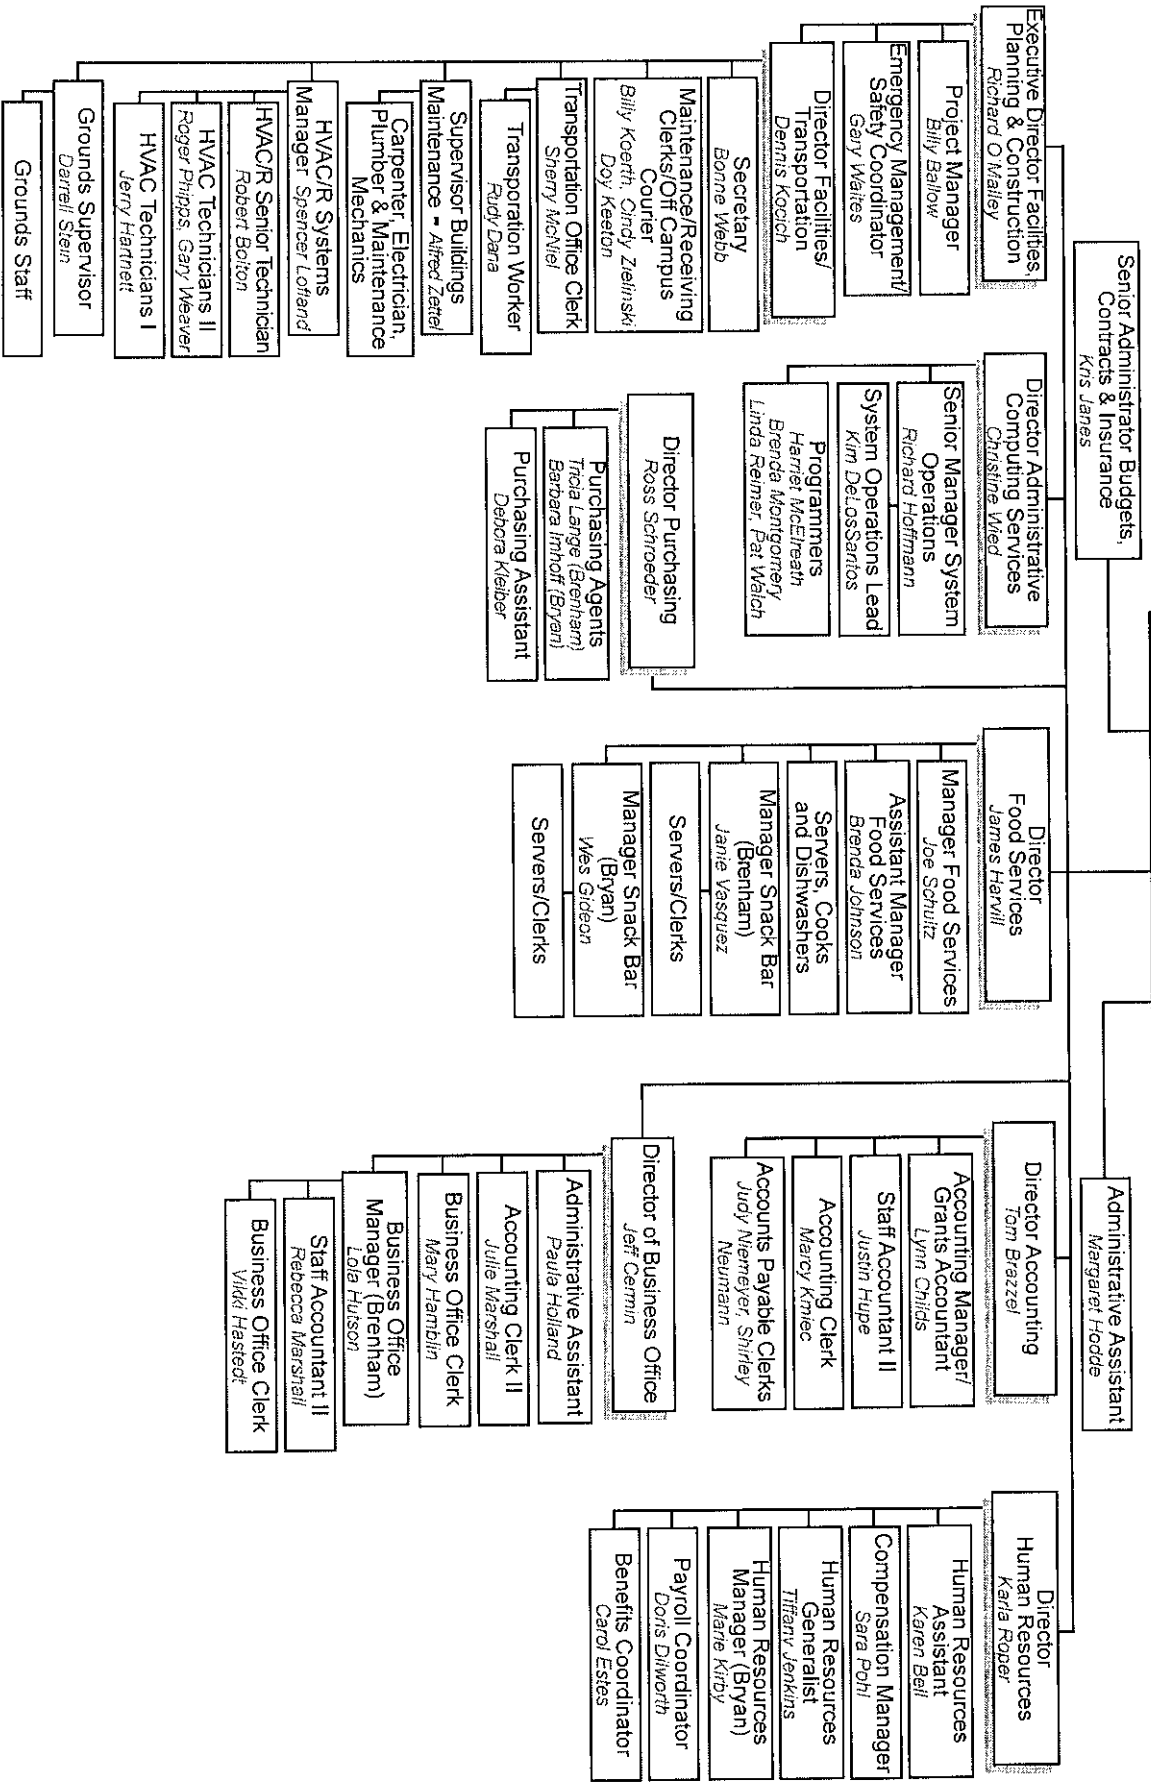 Senior Administrator Budgets,
Contracts & Insurance
Kris Janes
Administrative Assistant
Margaret Hodde
Executive Director Facilities,
Planning & Construction
Richard O'Malley
Project Manager
Billy Ballow
Emergency Management/
Safety Coordinator
Gary Waites
Director Facilities/
Transportation
Dennis Kocich
Secretary
Bonne Webb
Maintenance/Receiving
Clerks/Off Campus
Courier
Billy Koerth, Cindy Zielinski
Doy Keeton
Transportation Office Clerk
Sherry McNiel
Transporation Worker
Rudy Daria
Supervisor Buildings
Maintenance - Alfred Zettel
Carpenter, Electrician,
Plumber & Maintenance
Mechanics
HVAC/R Systems
Manager Spencer Lofland
HVAC/R Senior Technician
Robert Bolton
HVAC Technicians II
Roger Phipps, Gary Weaver
HVAC Technicians I
Jerry Hartnett
Grounds Supervisor
Darrell Stein
Grounds Staff
Director Administrative
Computing Services
Christine Wied
Senior Manager System
Operations
Richard Hoffmann
System Operations Lead
Kim DeLosSantos
Programmers
Harriet McElreath
Brenda Montgomery
Linda Reimer, Pat Walch
Director Purchasing
Ross Schroeder
Purchasing Agents
Tricia Lange (Brenham)
Barbara Imhoff (Bryan)
Purchasing Assistant
Debora Kleiber
Director
Food Services
James Harvill
Manager Food Services
Joe Schultz
Assistant Manager
Food Services
Brenda Johnson
Servers, Cooks
and Dishwashers
Manager Snack Bar
(Brenham)
Janie Vasquez
Servers/Clerks
Manager Snack Bar
(Bryan)
Wes Gideon
Servers/Clerks
Director Accounting
Tom Brazzel
Accounting Manager/
Grants Accountant
Lynn Childs
Staff Accountant II
Justin Hupe
Accounting Clerk
Marcy Kmiec
Accounts Payable Clerks
Judy Niemeyer, Shirley
Neumann
Director of Business Office
Jeff Cermin
Administrative Assistant
Paula Holland
Accounting Clerk II
Julie Marshall
Business Office Clerk
Mary Hamblin
Business Office
Manager (Brenham)
Lola Hutson
Staff Accountant II
Rebecca Marshall
Business Office Clerk
Vikki Hastedt
Director
Human Resources
Karla Roper
Human Resources
Assistant
Karen Bell
Compensation Manager
Sara Pohl
Human Resources
Generalist
Tiffany Jenkins
Human Resources
Manager (Bryan)
Marie Kirby
Payroll Coordinator
Doris Dilworth
Benefits Coordinator
Carol Estes